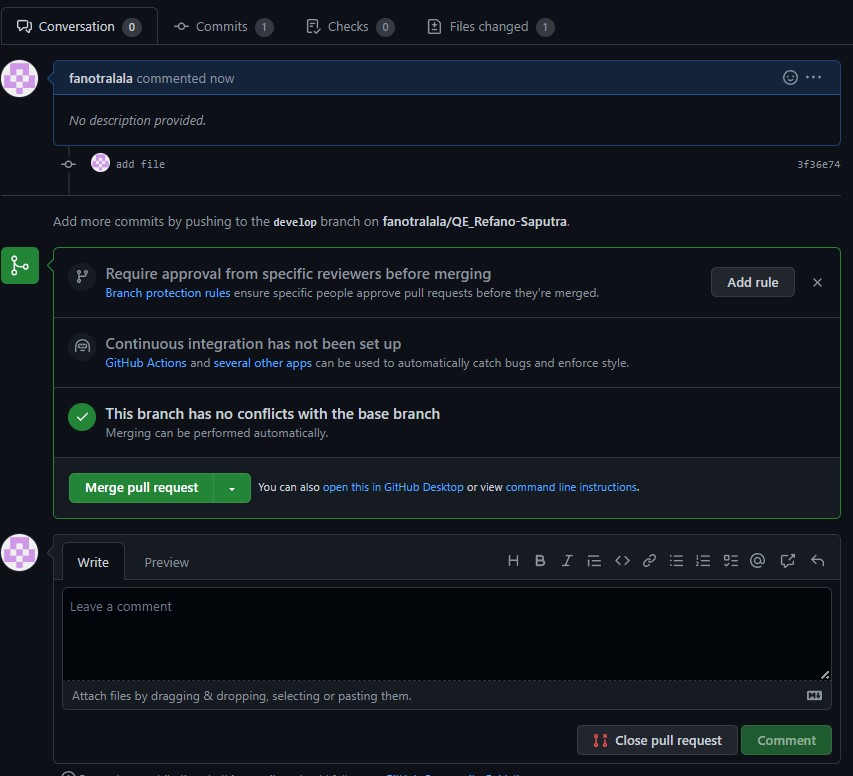 Conversation 0 Commits 1 Checks 0 Files changed 1
fanotralala commented now
No description provided.
add file 3f36e74
Add more commits by pushing to the develop branch on fanotralala/QE_Refano-Saputra.
Require approval from specific reviewers before merging
Branch protection rules ensure specific people approve pull requests before they're merged.
Add rule
Continuous integration has not been set up
GitHub Actions and several other apps can be used to automatically catch bugs and enforce style.
This branch has no conflicts with the base branch
Merging can be performed automatically.
Merge pull request You can also open this in GitHub Desktop or view command line instructions.
Write Preview
Leave a comment
Attach files by dragging & dropping, selecting or pasting them.
Close pull request Comment